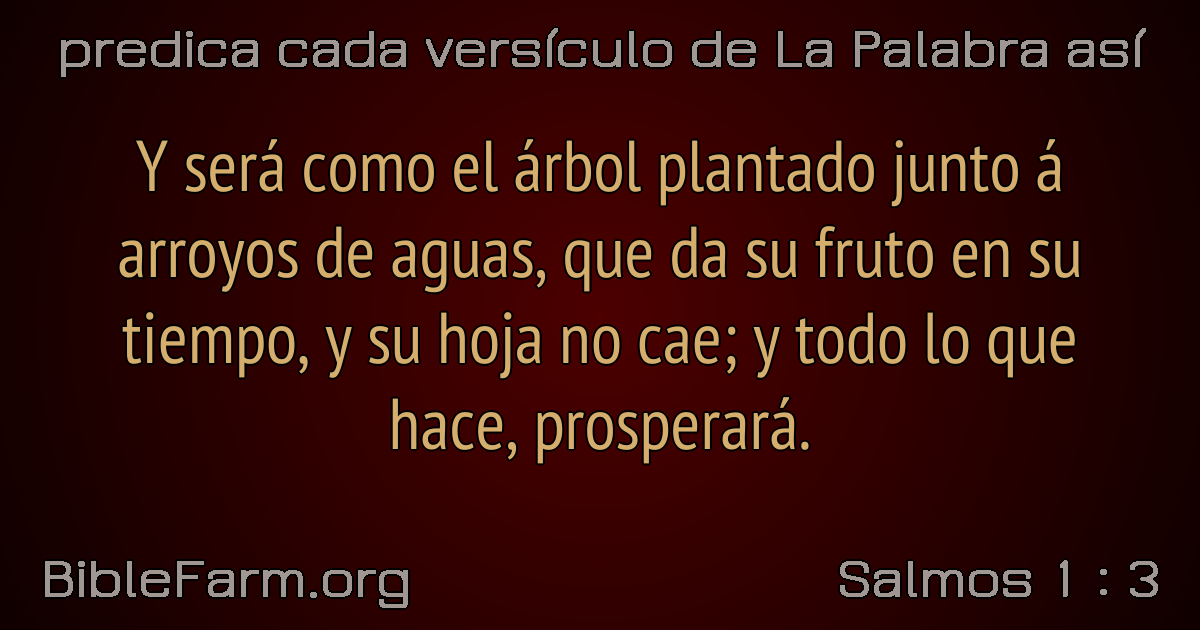 predica cada versículo de La Palabra así
Y será como el árbol plantado junto á
arroyos de aguas, que da su fruto en su
tiempo, y su hoja no cae; y todo lo que
hace, prosperará.
BibleFarm.org
Salmos 1 : 3